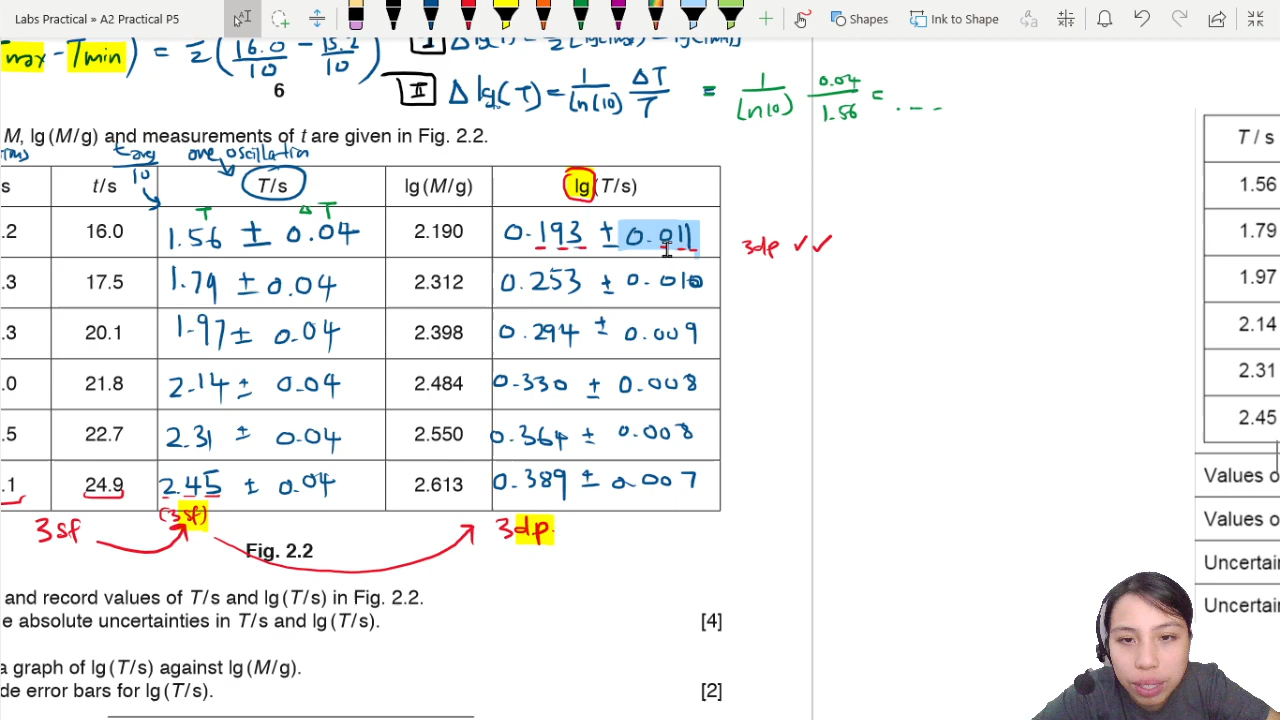 Labs Practical » A2 Practical P5
Shapes
Ink to Shape
max - Tmin) = 1/2 (16.0/10 - 15.2/10)
6
II Δ lg(T) = 1/ln(10) ΔT/T = 1/ln(10) 0.04/1.56 = ....
M, lg (M/g) and measurements of t are given in Fig. 2.2.
one oscillation
10
s t/s T/s lg (M/g) lg (T/s)
T ΔT
.2 16.0 1.56 ± 0.04 2.190 0.193 ± 0.011 3dp ✓✓
.3 17.5 1.79 ± 0.04 2.312 0.253 ± 0.010
.3 20.1 1.97 ± 0.04 2.398 0.294 ± 0.009
.0 21.8 2.14 ± 0.04 2.484 0.330 ± 0.008
.5 22.7 2.31 ± 0.04 2.550 0.364 ± 0.008
.1 24.9 2.45 ± 0.04 2.613 0.389 ± 0.007
3sf (3sf) 3dp.
Fig. 2.2
and record values of T/s and lg (T/s) in Fig. 2.2.
e absolute uncertainties in T/s and lg (T/s). [4]
a graph of lg (T/s) against lg (M/g).
de error bars for lg (T/s). [2]
T / s
1.56
1.79
1.97
2.14
2.31
2.45
Values o
Values o
Uncertai
Uncertai